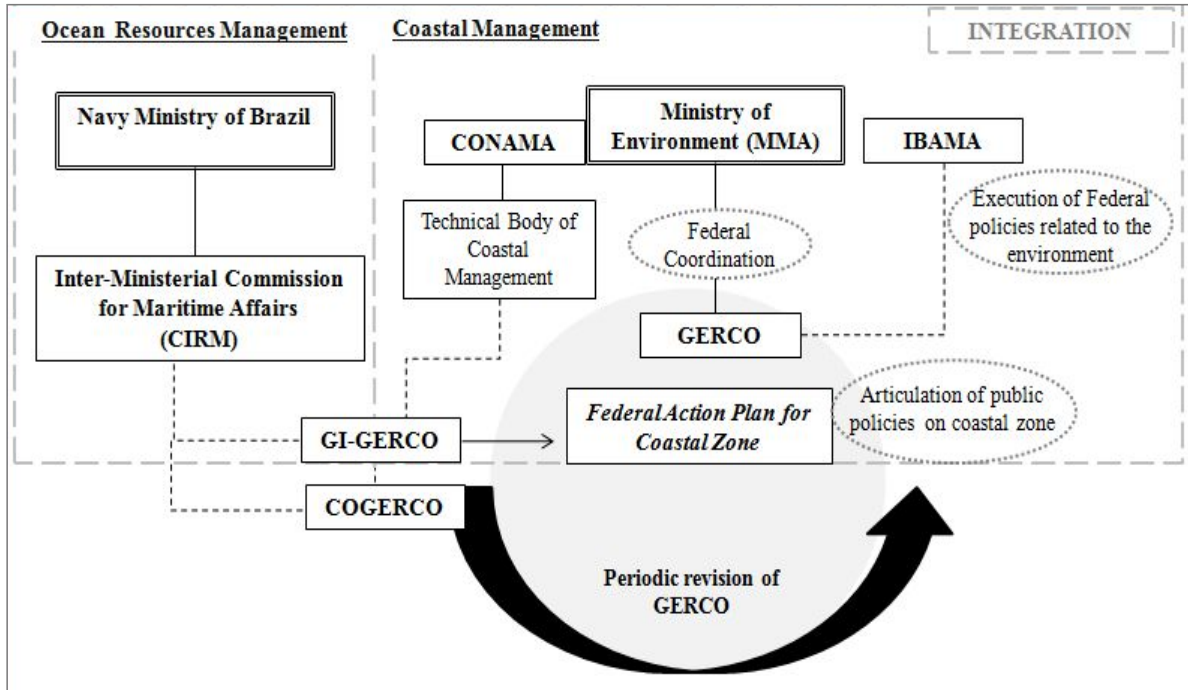 Ocean Resources Management
Coastal Management
INTEGRATION
Navy Ministry of Brazil
Inter-Ministerial Commission
for Maritime Affairs
(CIRM)
CONAMA
Technical Body of
Coastal
Management
Ministry of
Environment (MMA)
Federal
Coordination
GERCO
IBAMA
Execution of Federal
policies related to the
environment
GI-GERCO
Federal Action Plan for
Coastal Zone
Articulation of public
policies on coastal zone
COGERCO
Periodic revision of
GERCO